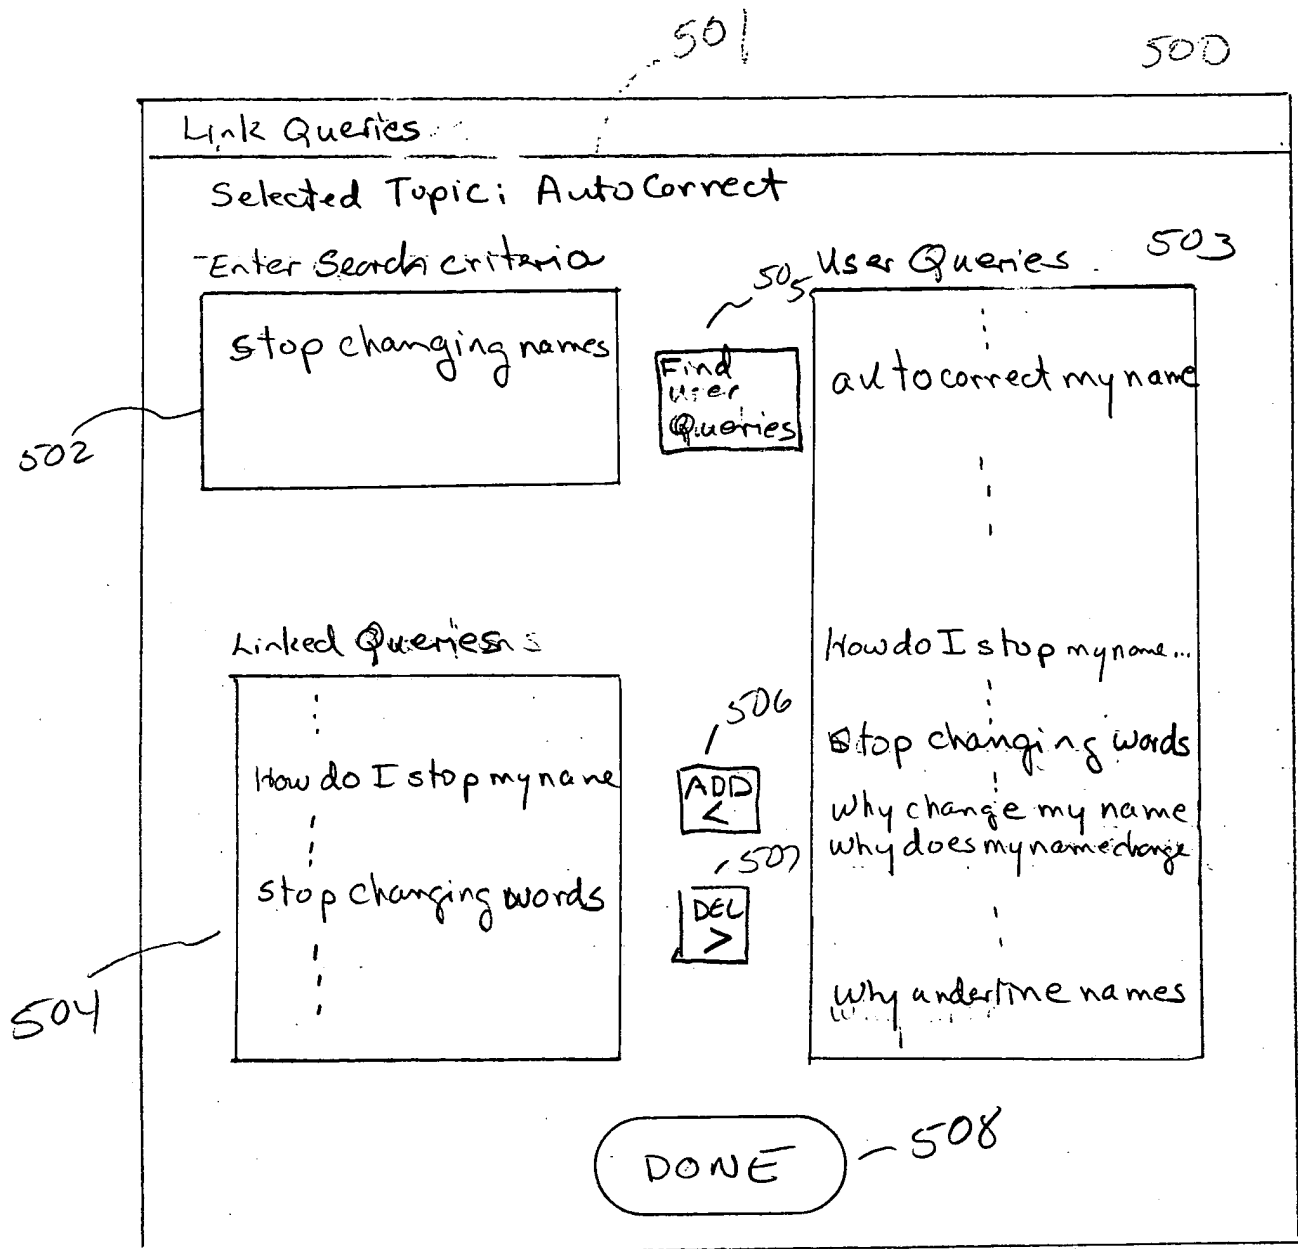 501
500
Link Queries
Selected Topic: AutoCorrect
Enter Search criteria
505
User Queries
503
stop changing names
Find
User
Queries
autocorrect my name
502
Linked Queries
How do I stop my name...
506
stop changing words
How do I stop my name
ADD
<
why change my name
why does my name change
507
stop changing words
DEL
>
504
why underline names
DONE
508